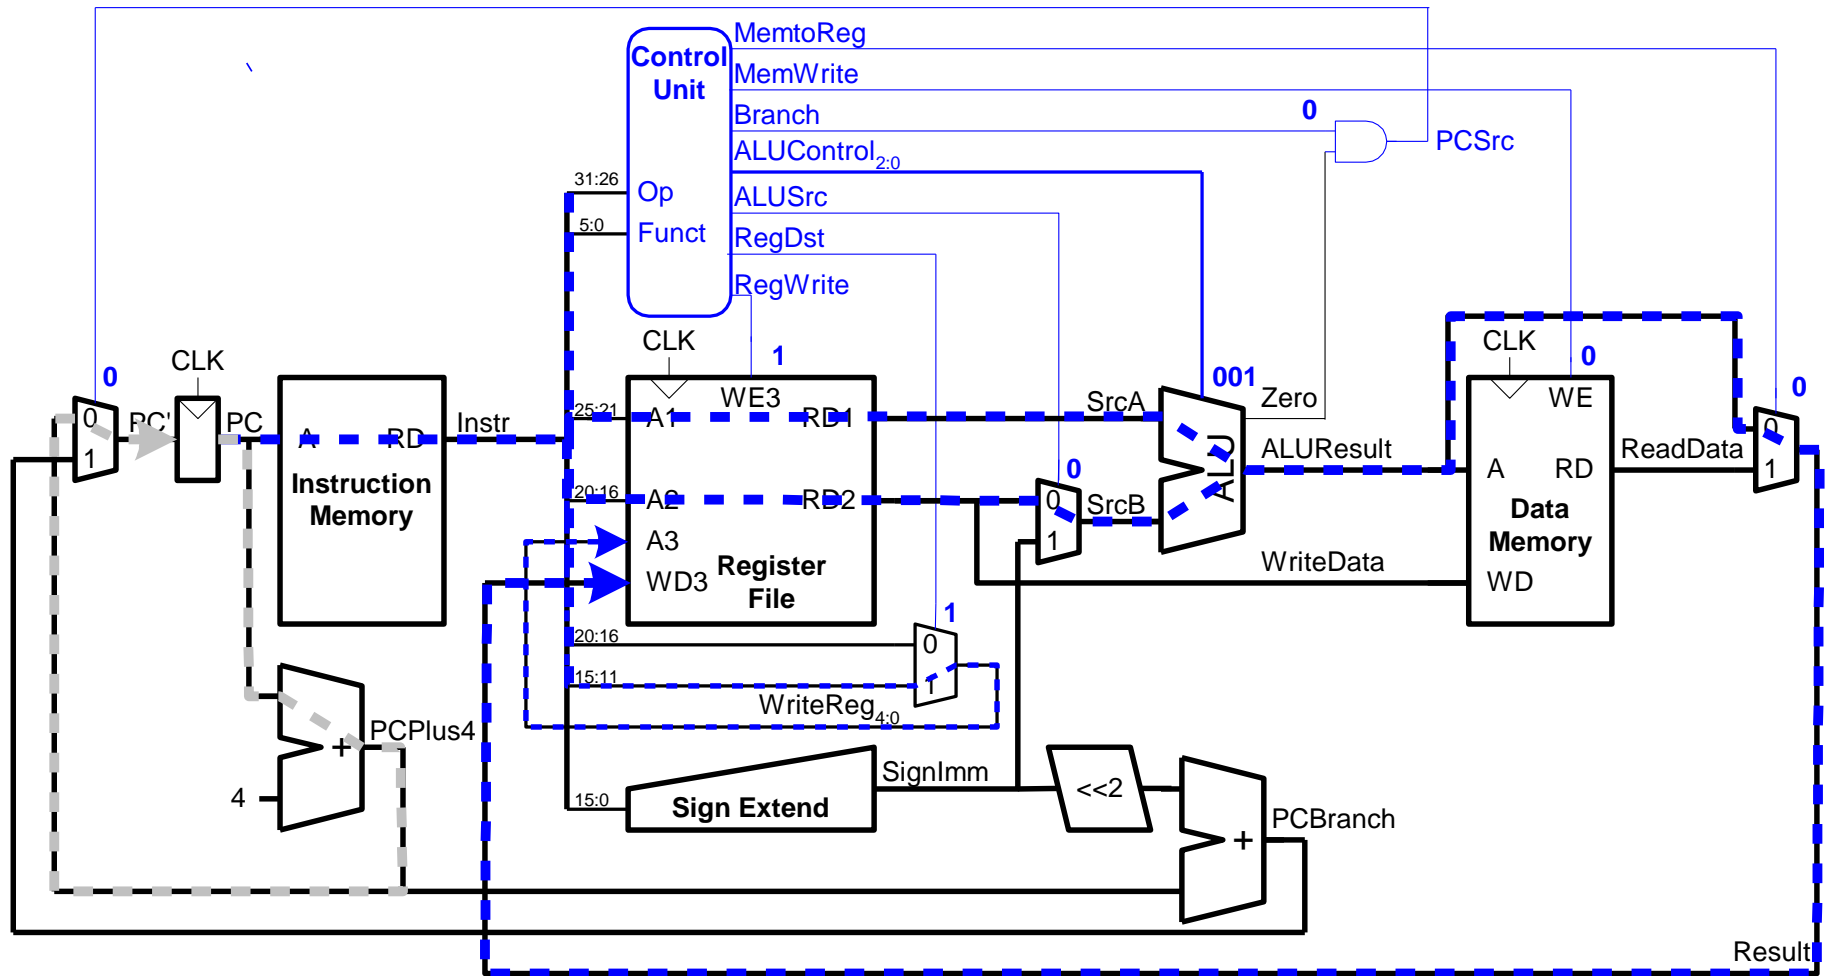 MemtoReg
Control
Unit
MemWrite
Branch
0
PCSrc
ALUControl2:0
31:26
Op
ALUSrc
5:0
Funct
RegDst
RegWrite
CLK
CLK
CLK
1
0
0
001
0
WE3
WE
0
PC'
PC
A
RD
Instr
25:21
A1
RD1
SrcA
Zero
0
1
ALU
ALUResult
ReadData
1
Instruction
Memory
0
A
RD
20:16
A2
RD2
0
SrcB
Data
Memory
A3
1
Register
File
WD3
WriteData
WD
1
20:16
0
15:11
1
WriteReg4:0
PCPlus4
+
4
SignImm
<<2
15:0
Sign Extend
PCBranch
+
Result